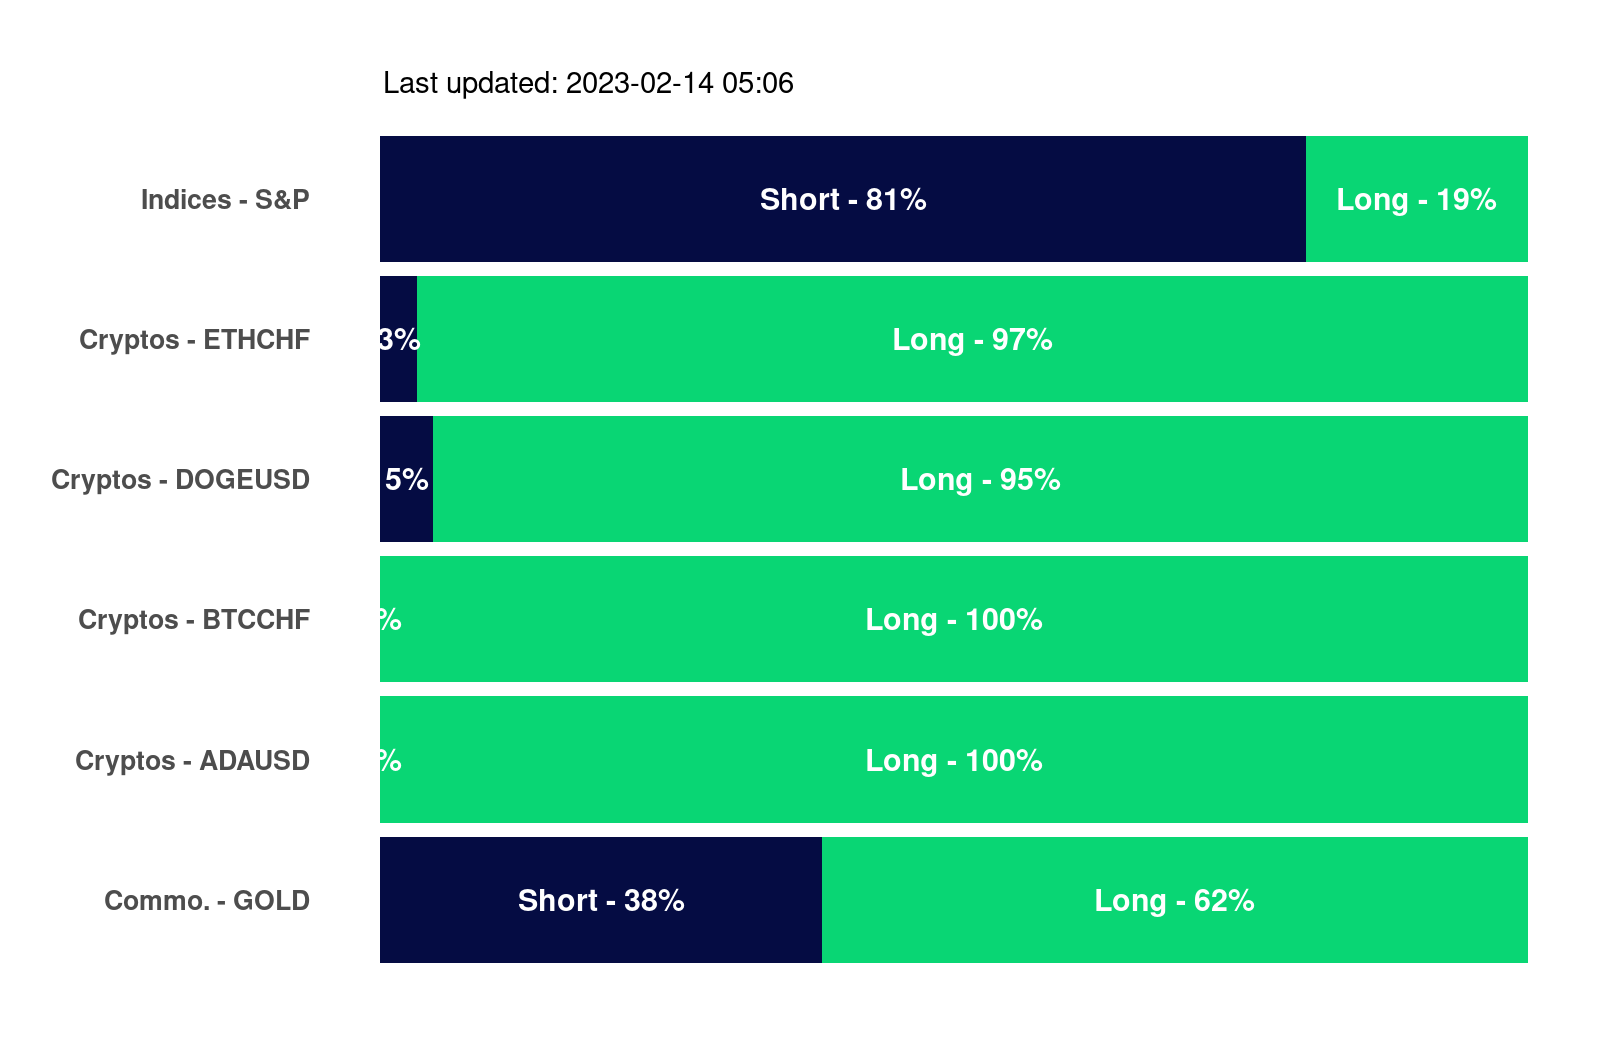 Last updated: 2023-02-14 05:06
Indices - S&P Short - 81% Long - 19%
Cryptos - ETHCHF 3% Long - 97%
Cryptos - DOGEUSD 5% Long - 95%
Cryptos - BTCCHF % Long - 100%
Cryptos - ADAUSD % Long - 100%
Commo. - GOLD Short - 38% Long - 62%